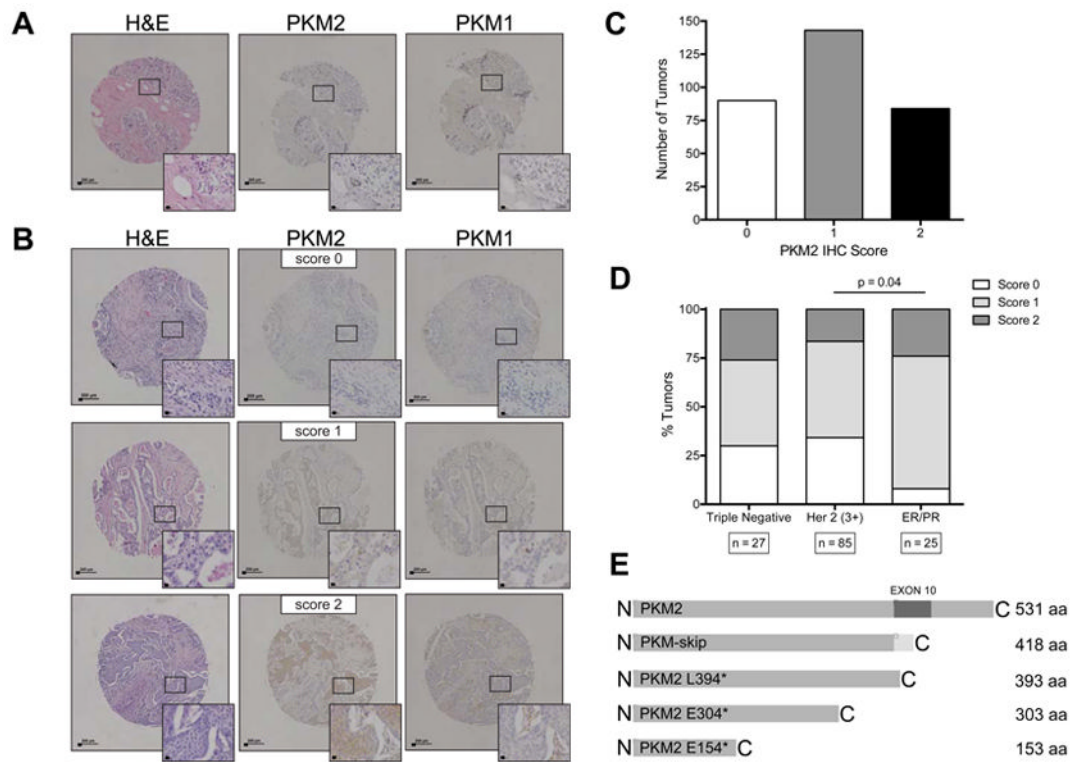 A
H&E PKM2 PKM1
B
H&E PKM2 PKM1
score 0
score 1
score 2
C
Number of Tumors
150
125
100
75
50
25
0
0 1 2
PKM2 IHC Score
D
p = 0.04
Score 0
Score 1
Score 2
% Tumors
100
75
50
25
0
Triple Negative Her 2 (3+) ER/PR
n = 27 n = 85 n = 25
E
EXON 10
N PKM2 C 531 aa
N PKM-skip C 418 aa
N PKM2 L394* C 393 aa
N PKM2 E304* C 303 aa
N PKM2 E154* C 153 aa